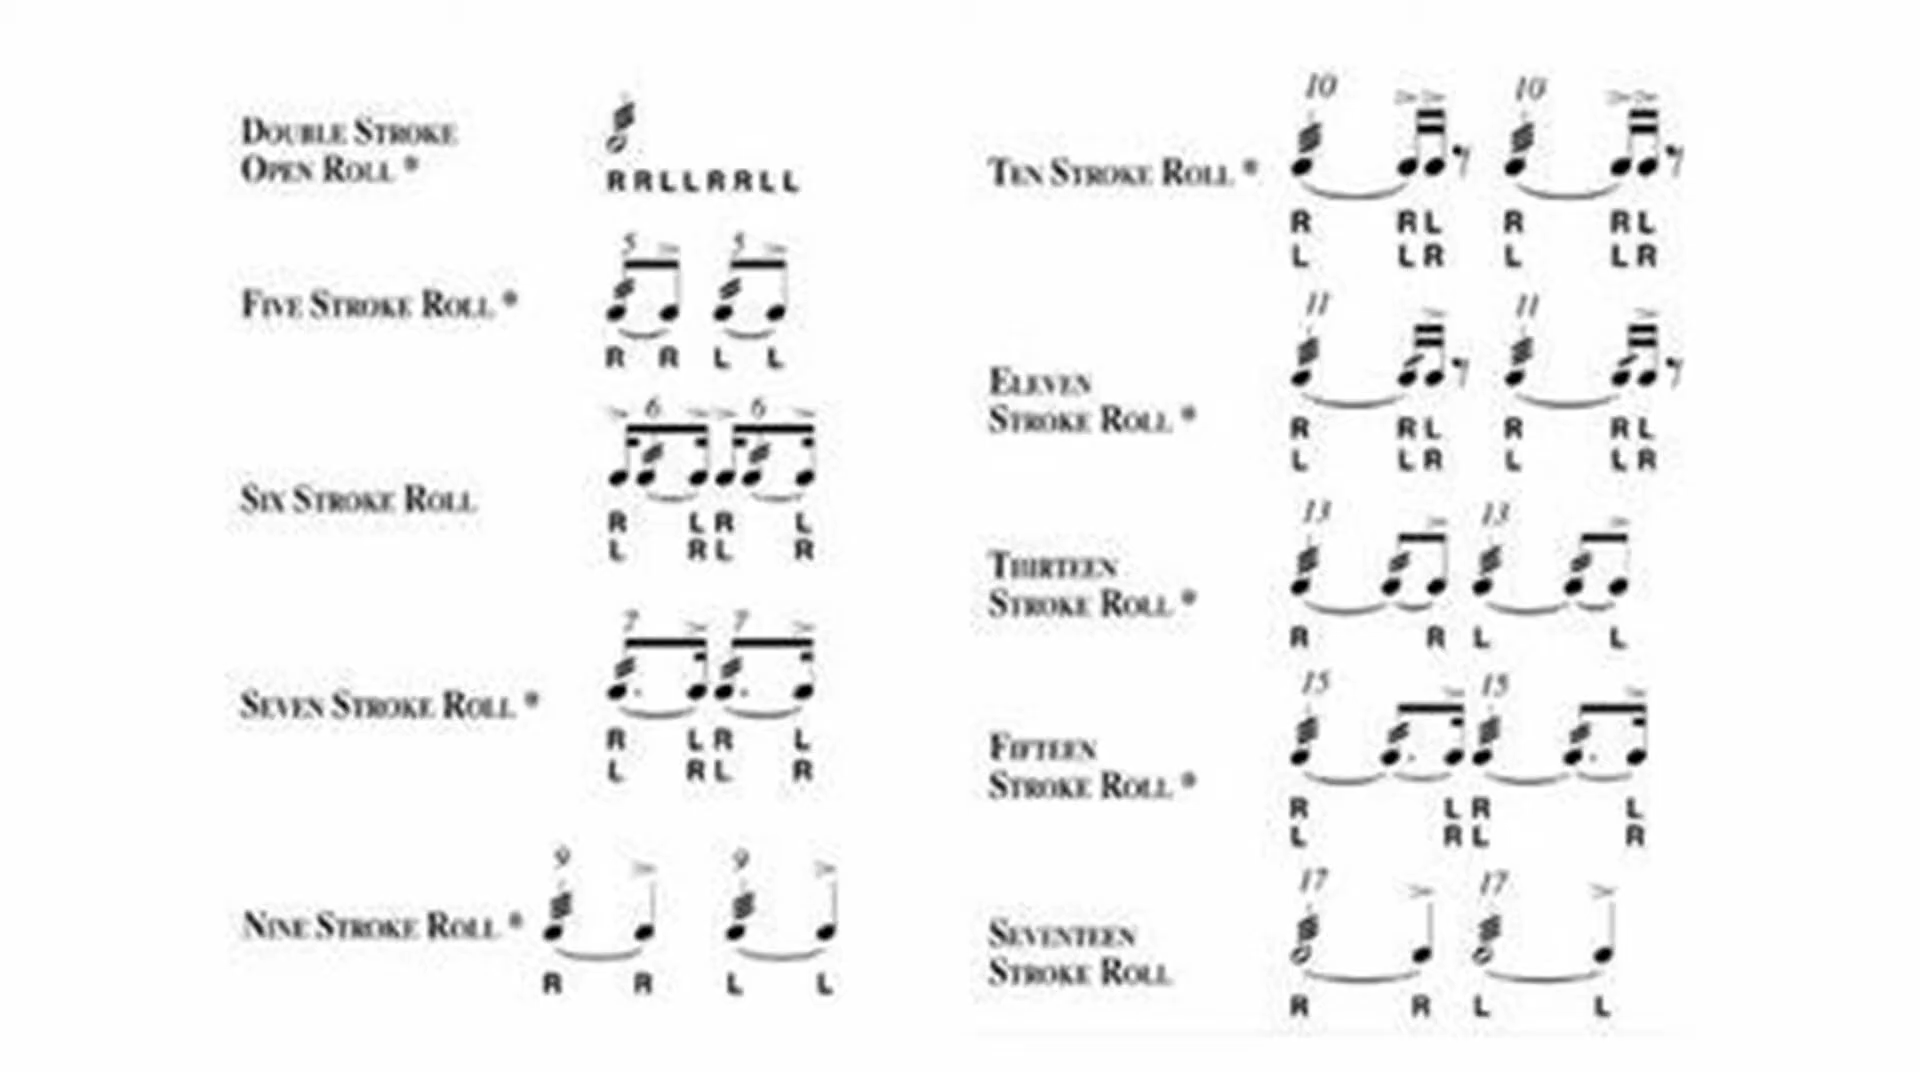 DOUBLE STROKE
OPEN ROLL *
R R L L R R L L
5 5
FIVE STROKE ROLL *
R R L L
6 6
SIX STROKE ROLL
R L R L
L R L R
7 7
SEVEN STROKE ROLL *
R L R L
L R L R
9 9
NINE STROKE ROLL *
R R L L
10 10
TEN STROKE ROLL *
R R L R R L
L L R L L R
11 11
ELEVEN
STROKE ROLL *
R R L R R L
L L R L L R
13 13
THIRTEEN
STROKE ROLL *
R R L L
15 15
FIFTEEN
STROKE ROLL *
R L R L
L R L R
17 17
SEVENTEEN
STROKE ROLL
R R L L